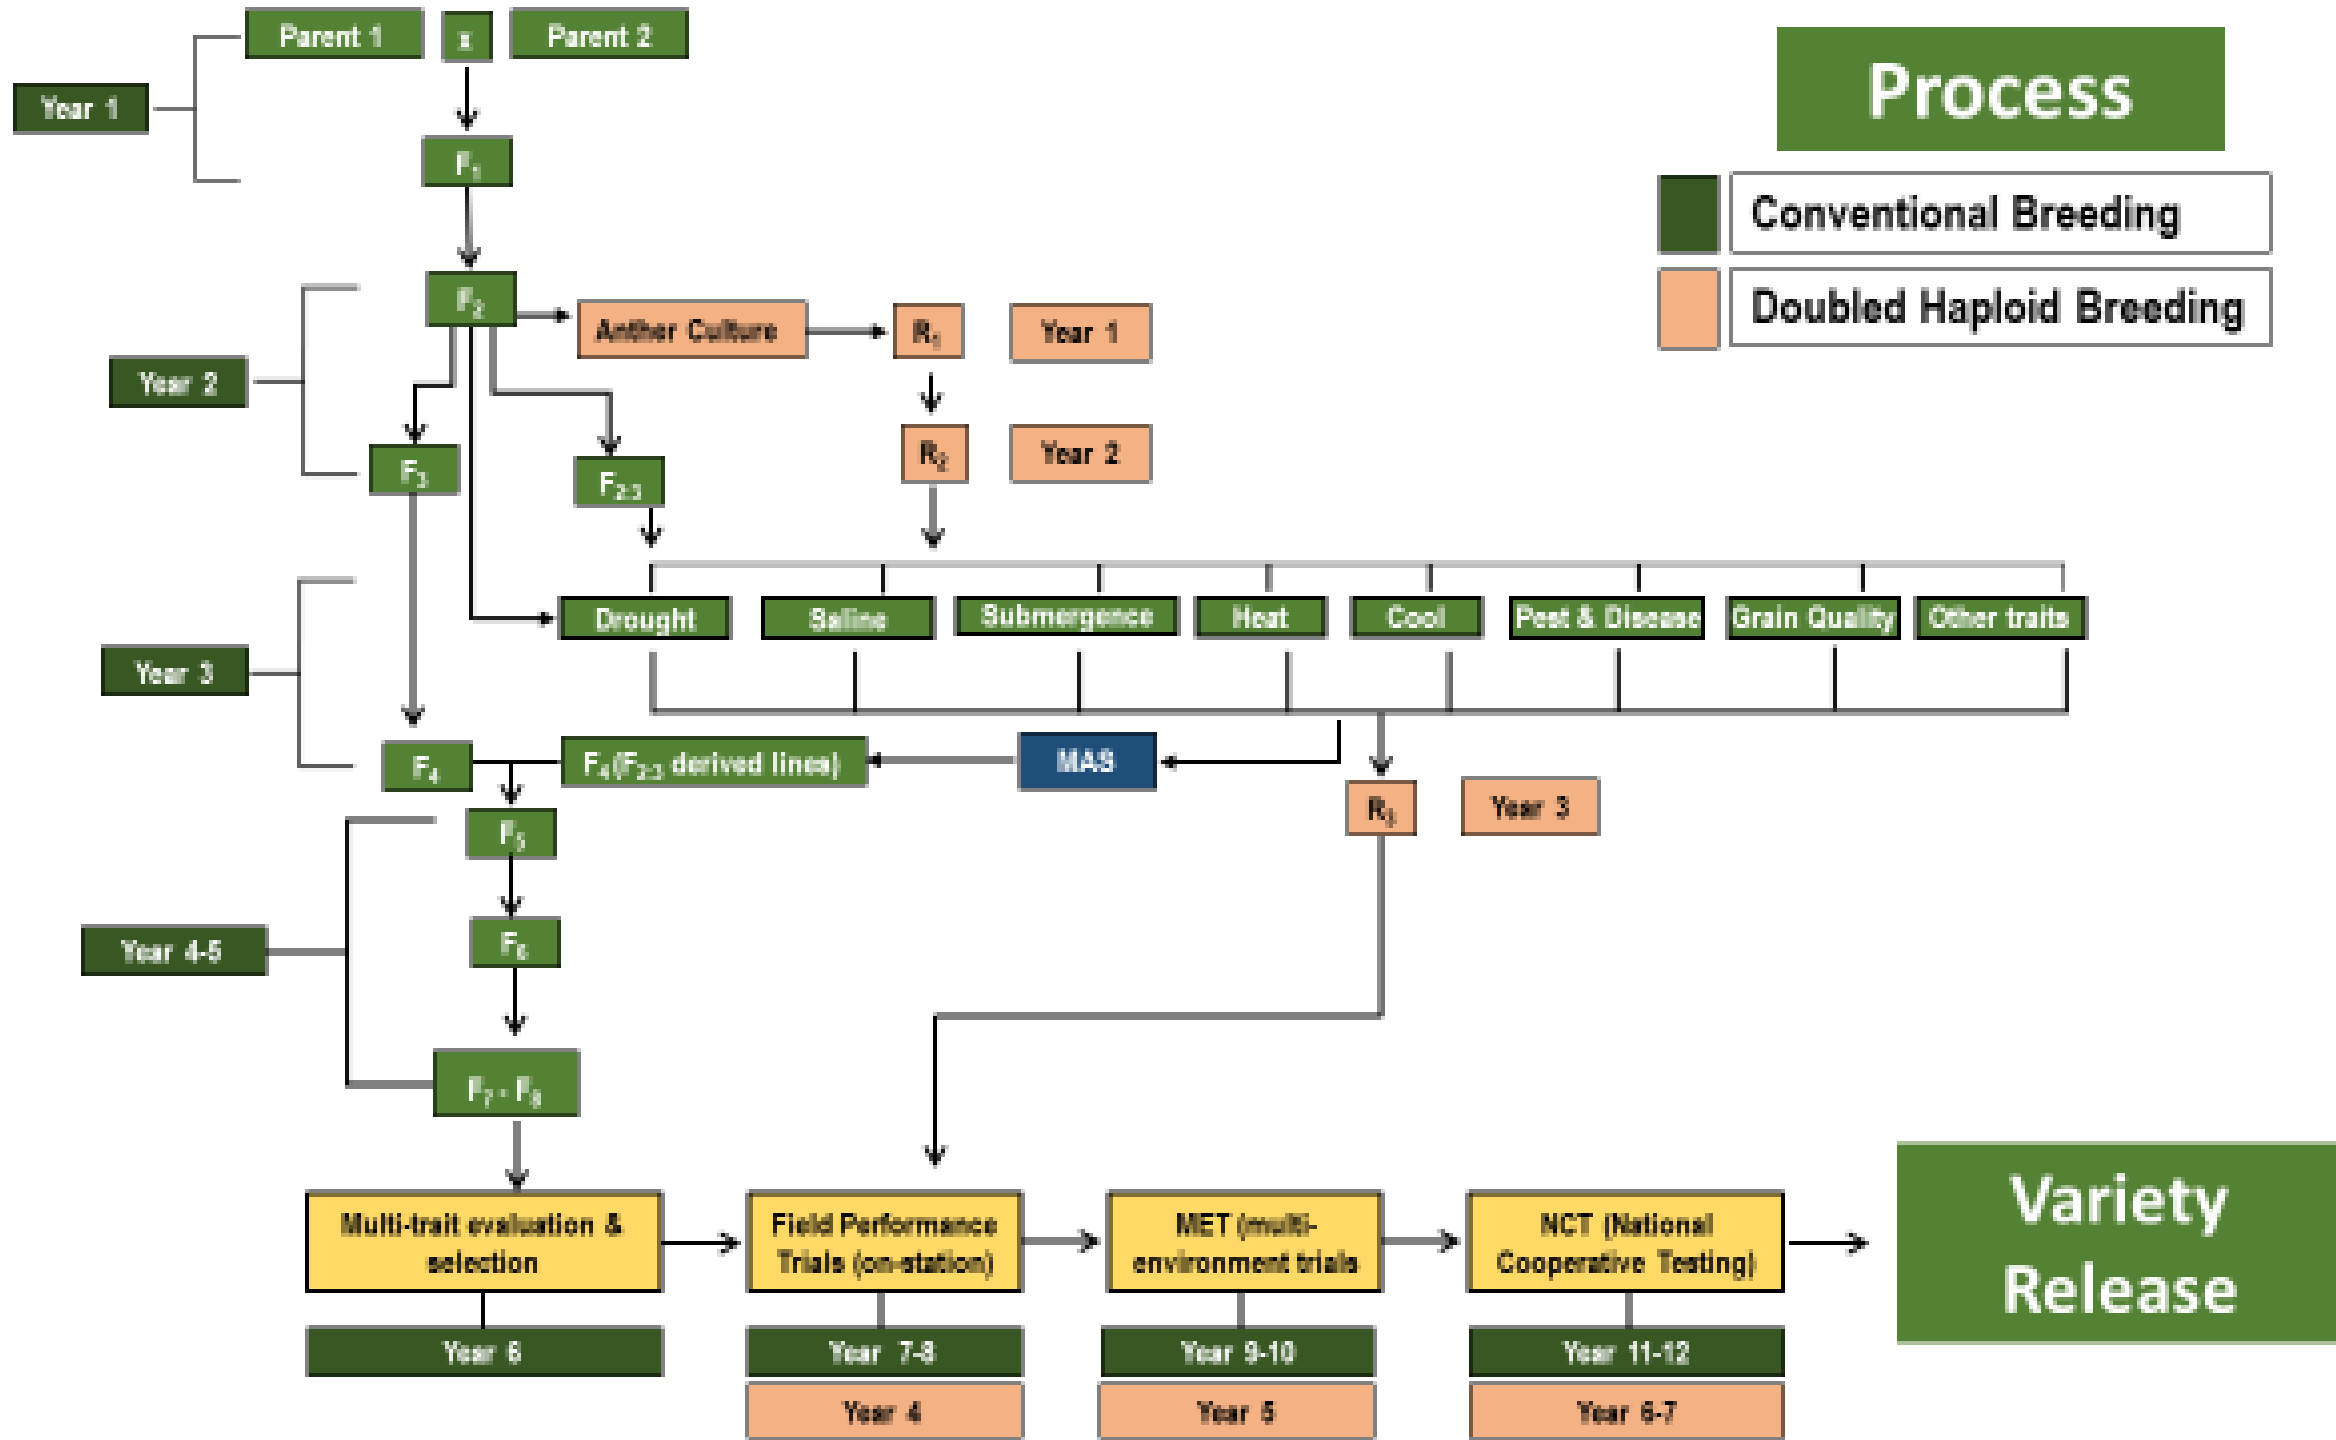 Parent 1
x
Parent 2
Process
Year 1
F1
Conventional Breeding
F2
Anther Culture
R1
Year 1
Doubled Haploid Breeding
Year 2
F3
F2:3
R2
Year 2
Drought
Saline
Submergence
Heat
Cool
Pest & Disease
Grain Quality
Other traits
Year 3
F4
F4 (F2:3 derived lines)
MAS
R3
Year 3
F5
Year 4-5
F6
F7 - F8
Multi-trait evaluation &
selection
Field Performance
Trials (on-station)
MET (multi-
environment trials
NCT (National
Cooperative Testing)
Variety
Release
Year 6
Year 7-8
Year 9-10
Year 11-12
Year 4
Year 5
Year 6-7